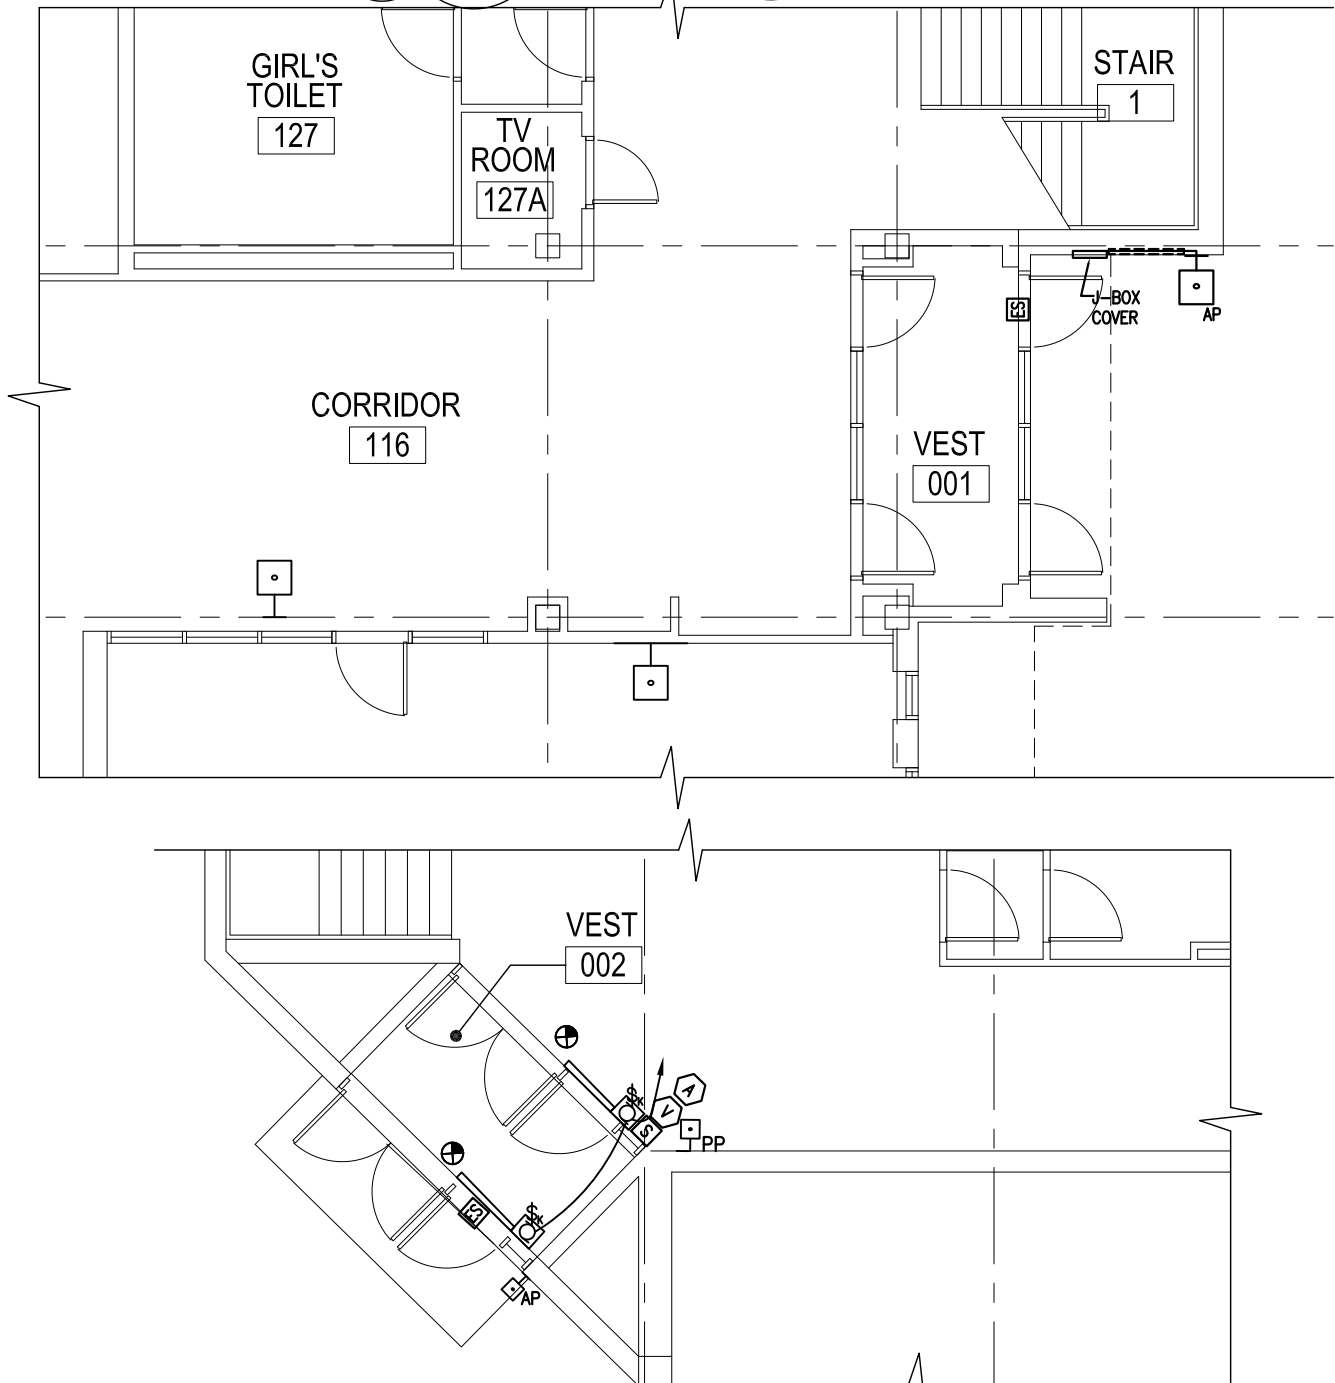 GIRL'S
TOILET
127
TV
ROOM
127A
STAIR
1
J-BOX
COVER
AP
ES
CORRIDOR
116
VEST
001
VEST
002
$
A
V
S
PP
$
ES
AP